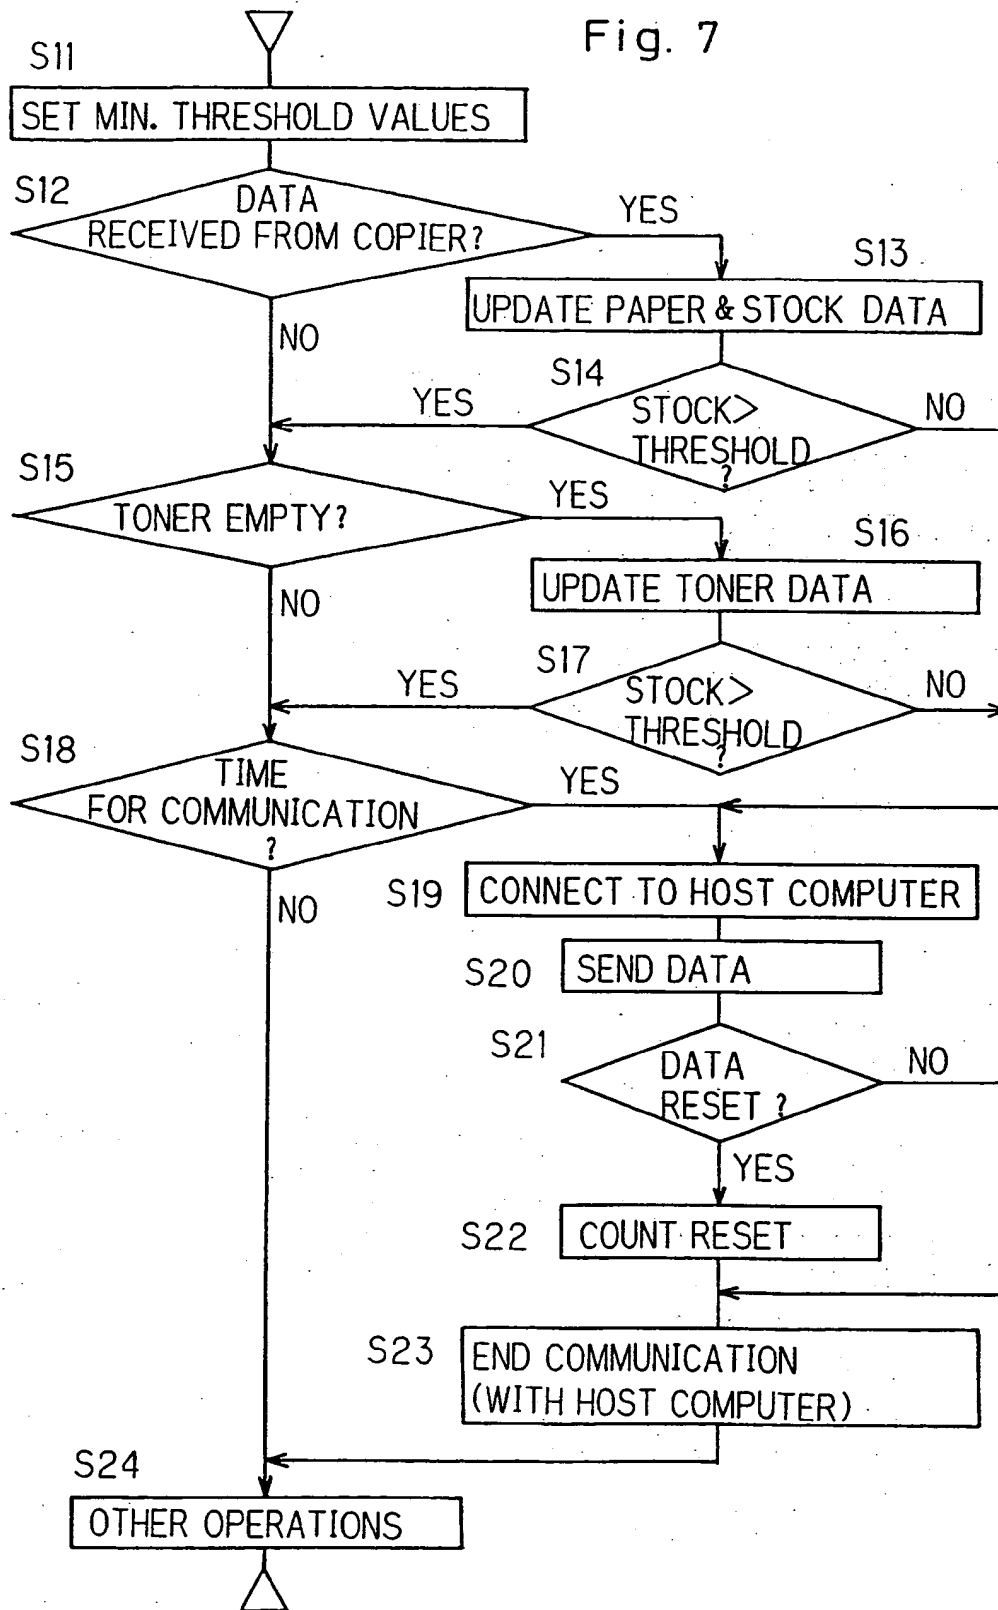 Fig. 7
S11
SET MIN. THRESHOLD VALUES
S12
DATA
RECEIVED FROM COPIER?
YES
NO
S13
UPDATE PAPER & STOCK DATA
S14
STOCK>
THRESHOLD
?
YES
NO
S15
TONER EMPTY?
YES
NO
S16
UPDATE TONER DATA
S17
STOCK>
THRESHOLD
?
YES
NO
S18
TIME
FOR COMMUNICATION
?
YES
NO
S19
CONNECT TO HOST COMPUTER
S20
SEND DATA
S21
DATA
RESET ?
NO
YES
S22
COUNT RESET
S23
END COMMUNICATION
(WITH HOST COMPUTER)
S24
OTHER OPERATIONS